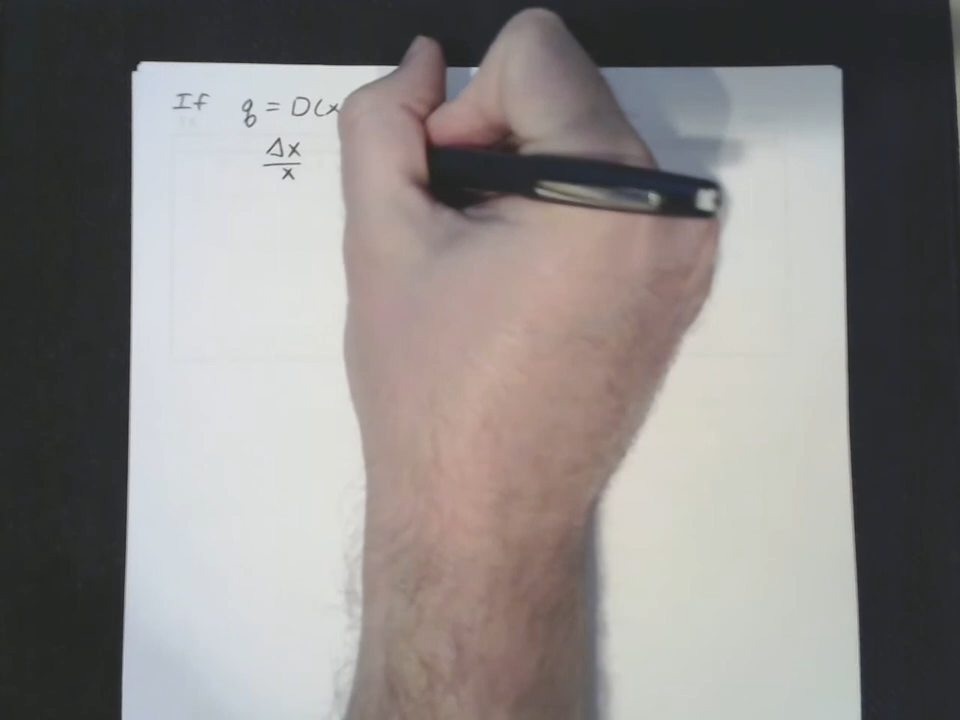 If q = D(x
Δx
x